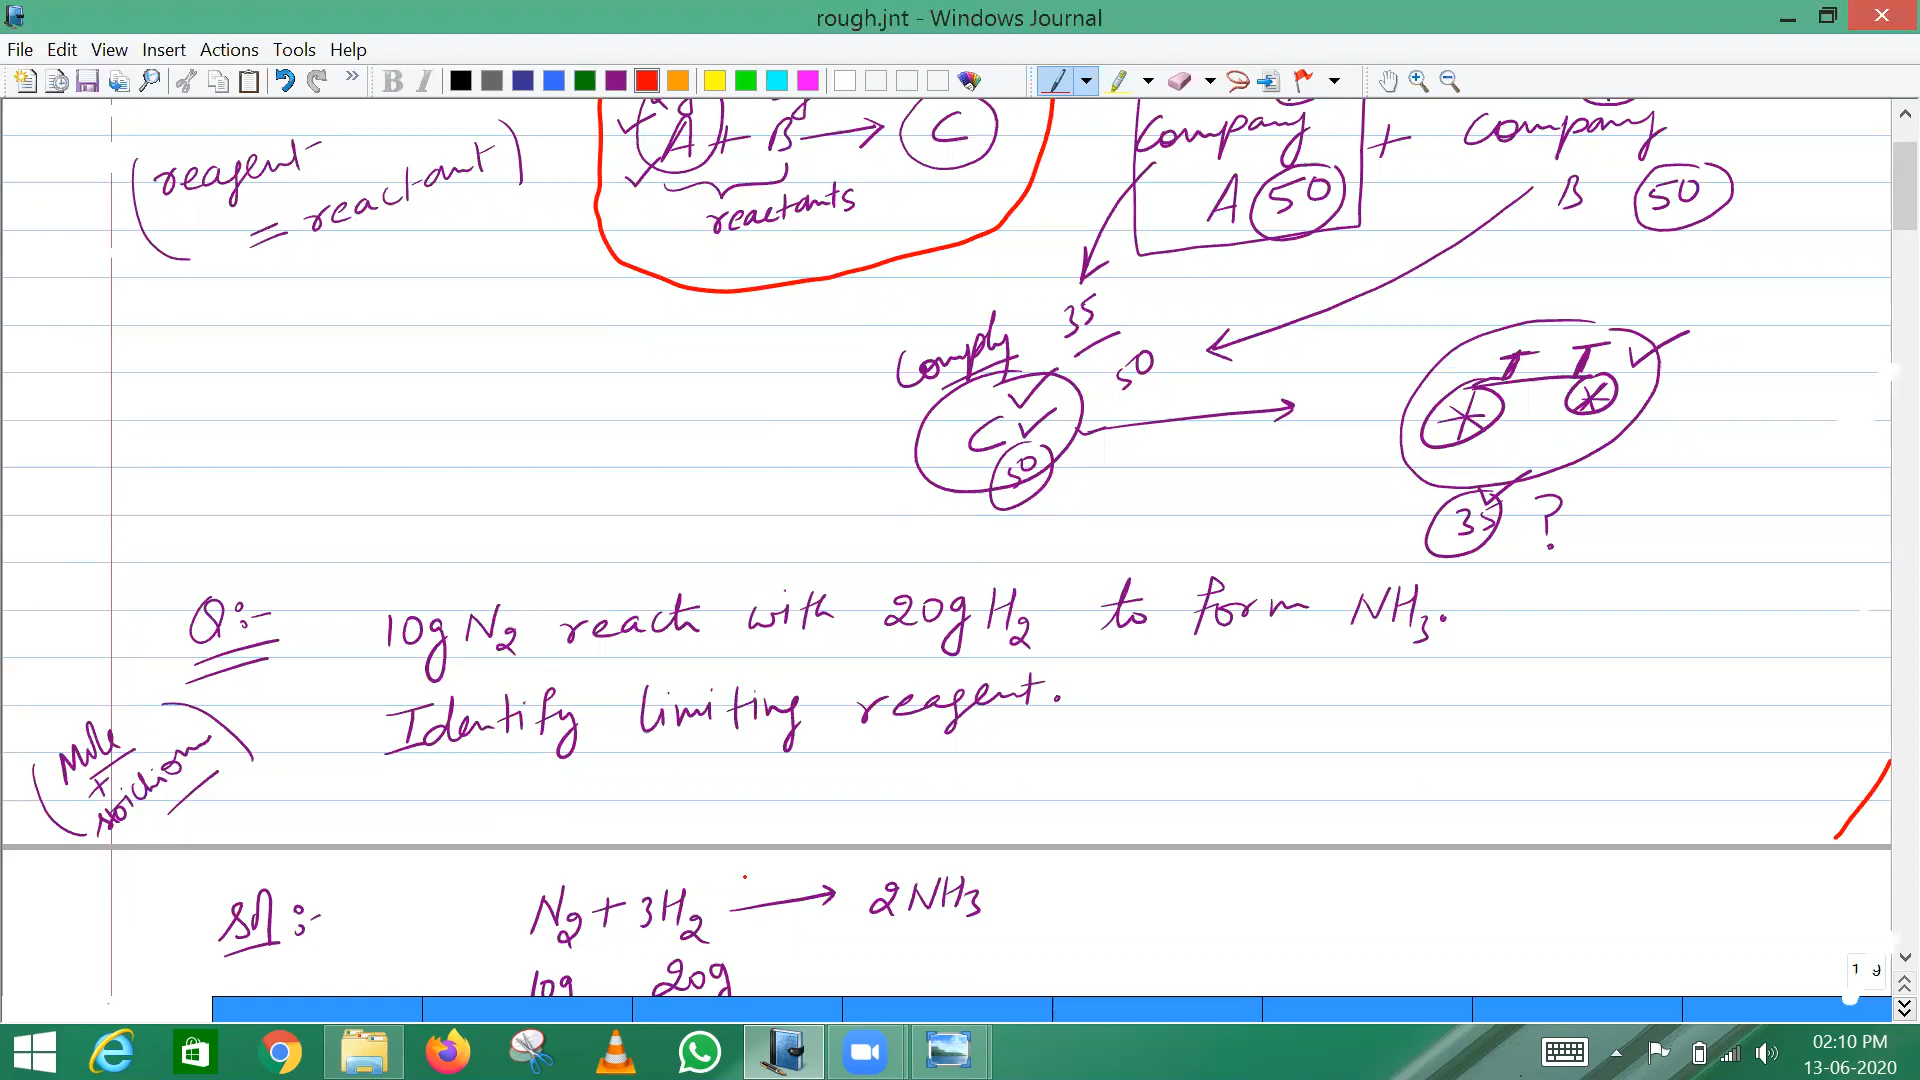 rough.jnt - Windows Journal
File Edit View Insert Actions Tools Help
B I
(reagent = reactant)
A + B → C
reactants
Company A 50 + Company B 50
35
50
C
50
35 ?
Q:- 10g N2 react with 20g H2 to form NH3.
Identify limiting reagent.
(Mole +
Sol:- N2 + 3H2 → 2NH3
10g 20g
19
02:10 PM
13-06-2020